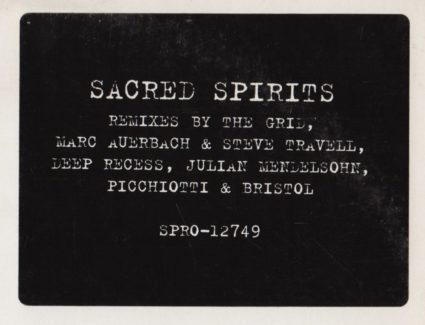 SACRED SPIRITS
REMIXES BY THE GRID,
MARC AUERBACH & STEVE TRAVELL,
DEEP RECESS, JULIAN MENDELSOHN,
PICCHIOTTI & BRISTOL
SPRO-12749